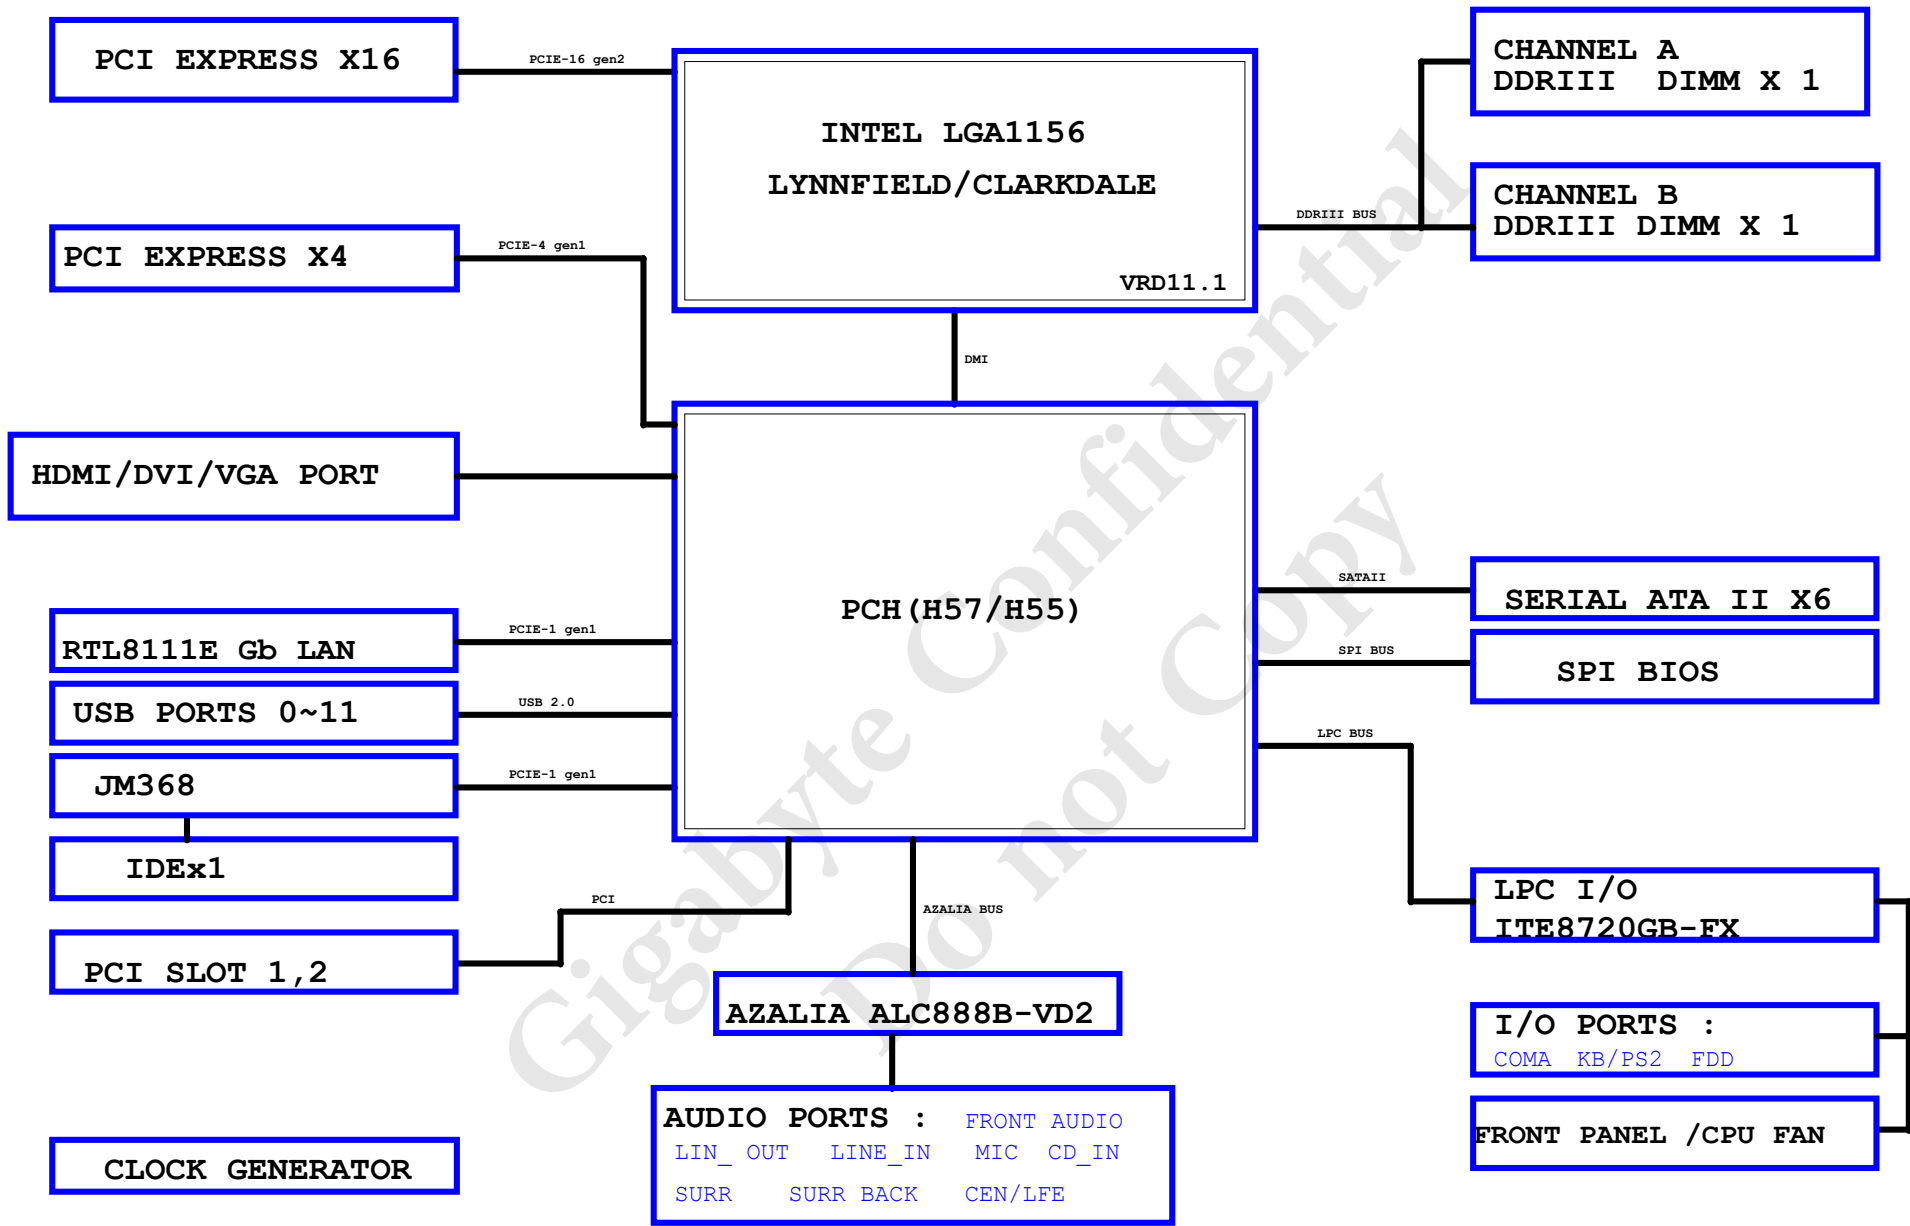 PCI EXPRESS X16
PCIE-16 gen2
INTEL LGA1156
LYNNFIELD/CLARKDALE
VRD11.1
CHANNEL A
DDRIII DIMM X 1
DDRIII BUS
CHANNEL B
DDRIII DIMM X 1
PCI EXPRESS X4
PCIE-4 gen1
DMI
HDMI/DVI/VGA PORT
PCH(H57/H55)
SATAII
SERIAL ATA II X6
SPI BUS
SPI BIOS
LPC BUS
RTL8111E Gb LAN
PCIE-1 gen1
USB PORTS 0~11
USB 2.0
JM368
PCIE-1 gen1
IDEx1
PCI
PCI SLOT 1,2
AZALIA BUS
AZALIA ALC888B-VD2
LPC I/O
ITE8720GB-FX
I/O PORTS :
COMA KB/PS2 FDD
FRONT PANEL /CPU FAN
AUDIO PORTS : FRONT AUDIO
LIN_ OUT LINE_IN MIC CD_IN
SURR SURR BACK CEN/LFE
CLOCK GENERATOR
Gigabyte Confidential
Do not Copy